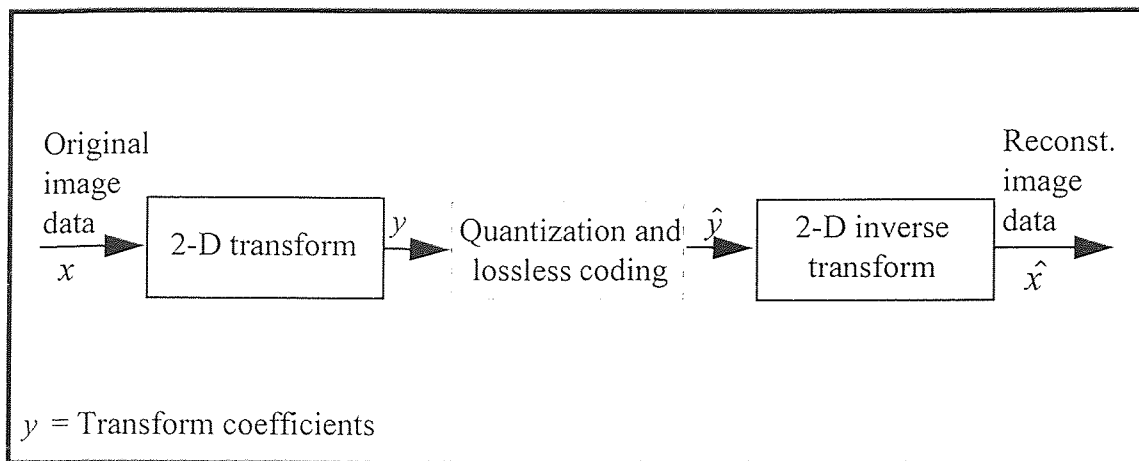 Original
image
data
x
2-D transform
y
Quantization and
lossless coding
ŷ
2-D inverse
transform
Reconst.
image
data
x̂
y = Transform coefficients